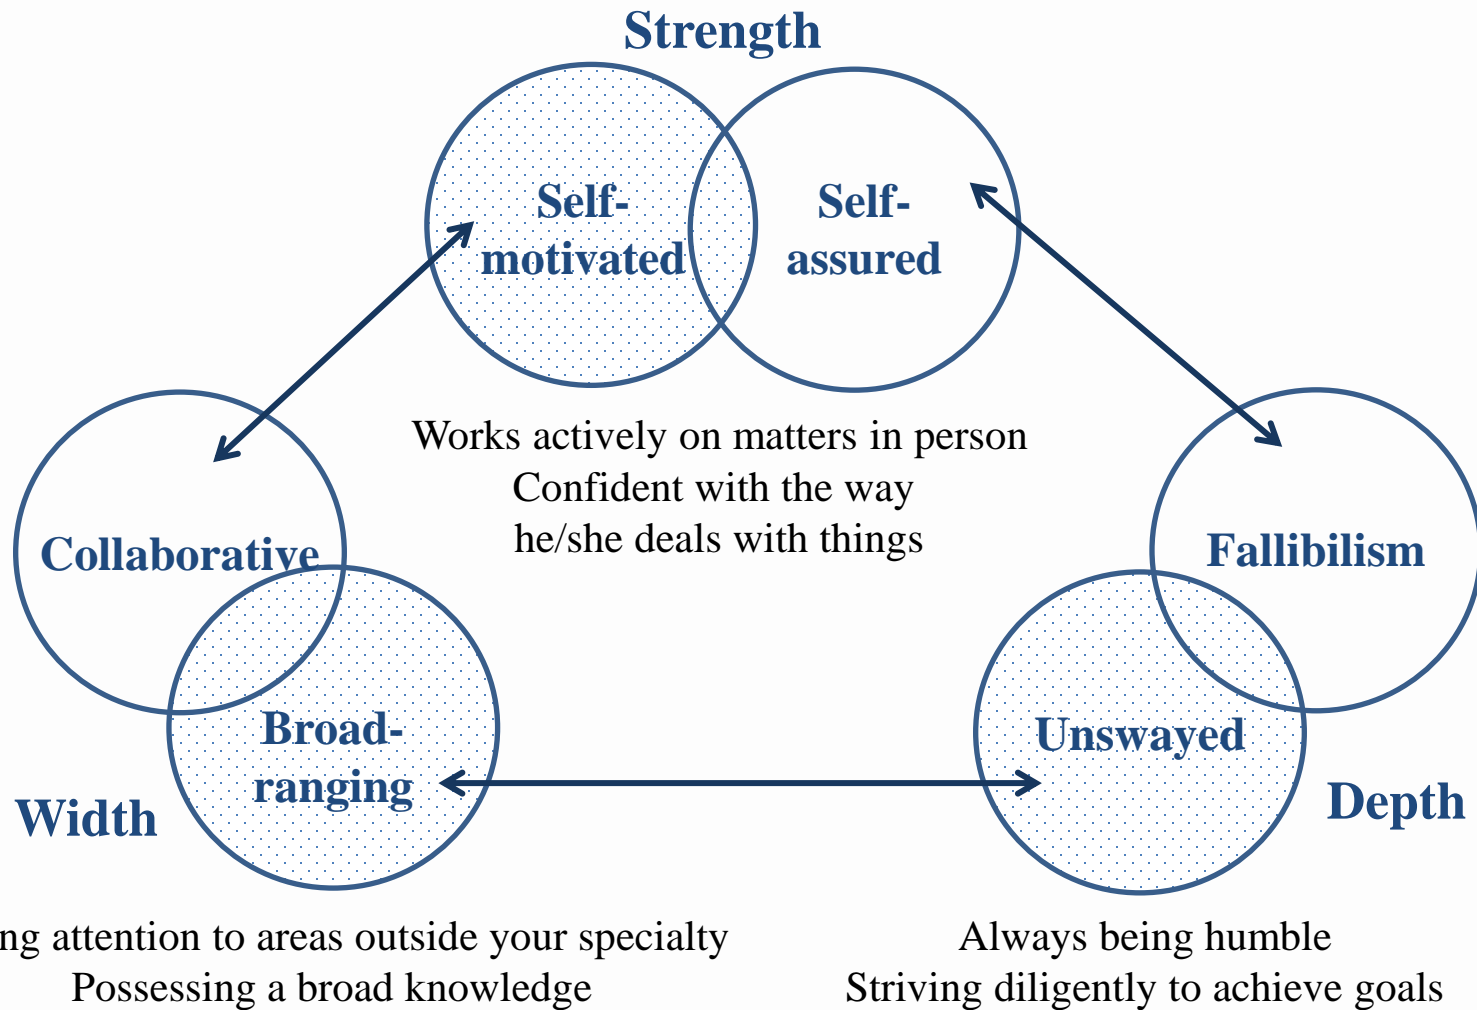 Strength
Self-
motivated
Self-
assured
Works actively on matters in person
Confident with the way
he/she deals with things
Collaborative
Fallibilism
Broad-
ranging
Unswayed
Width
Depth
attention to areas outside your specialty
Possessing a broad knowledge
Always being humble
Striving diligently to achieve goals